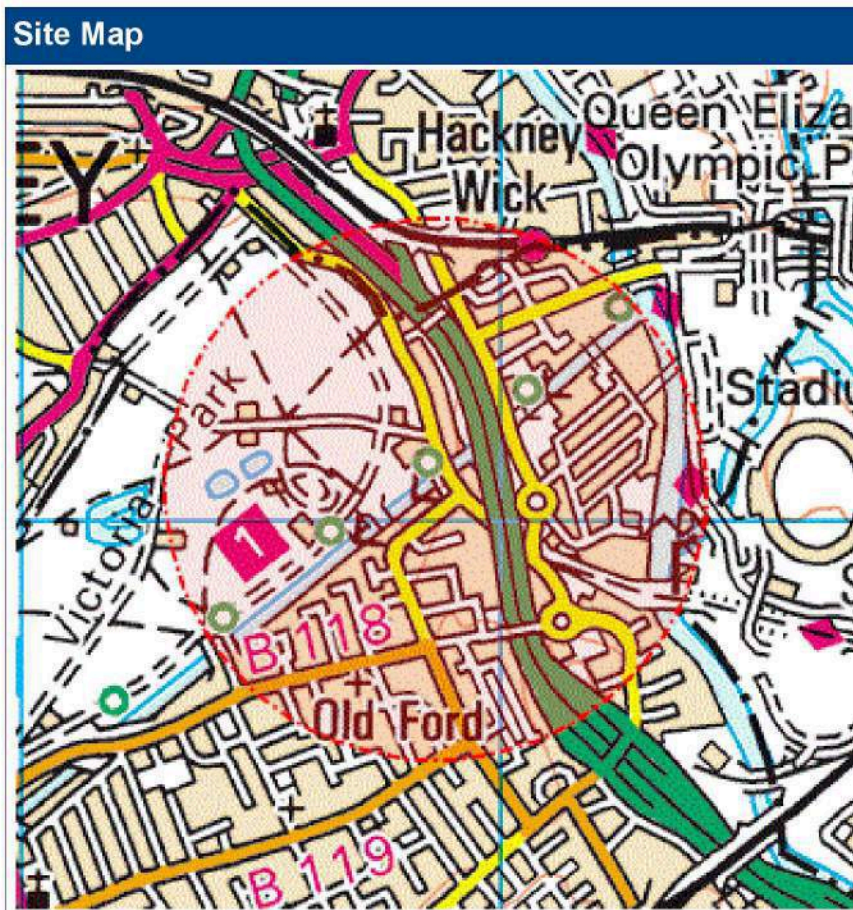 Site Map
Hackney
Wick
Queen Eliza
Olympic P
Y
Stadiu
Victoria Park
1
B 118
Old Ford
B 119